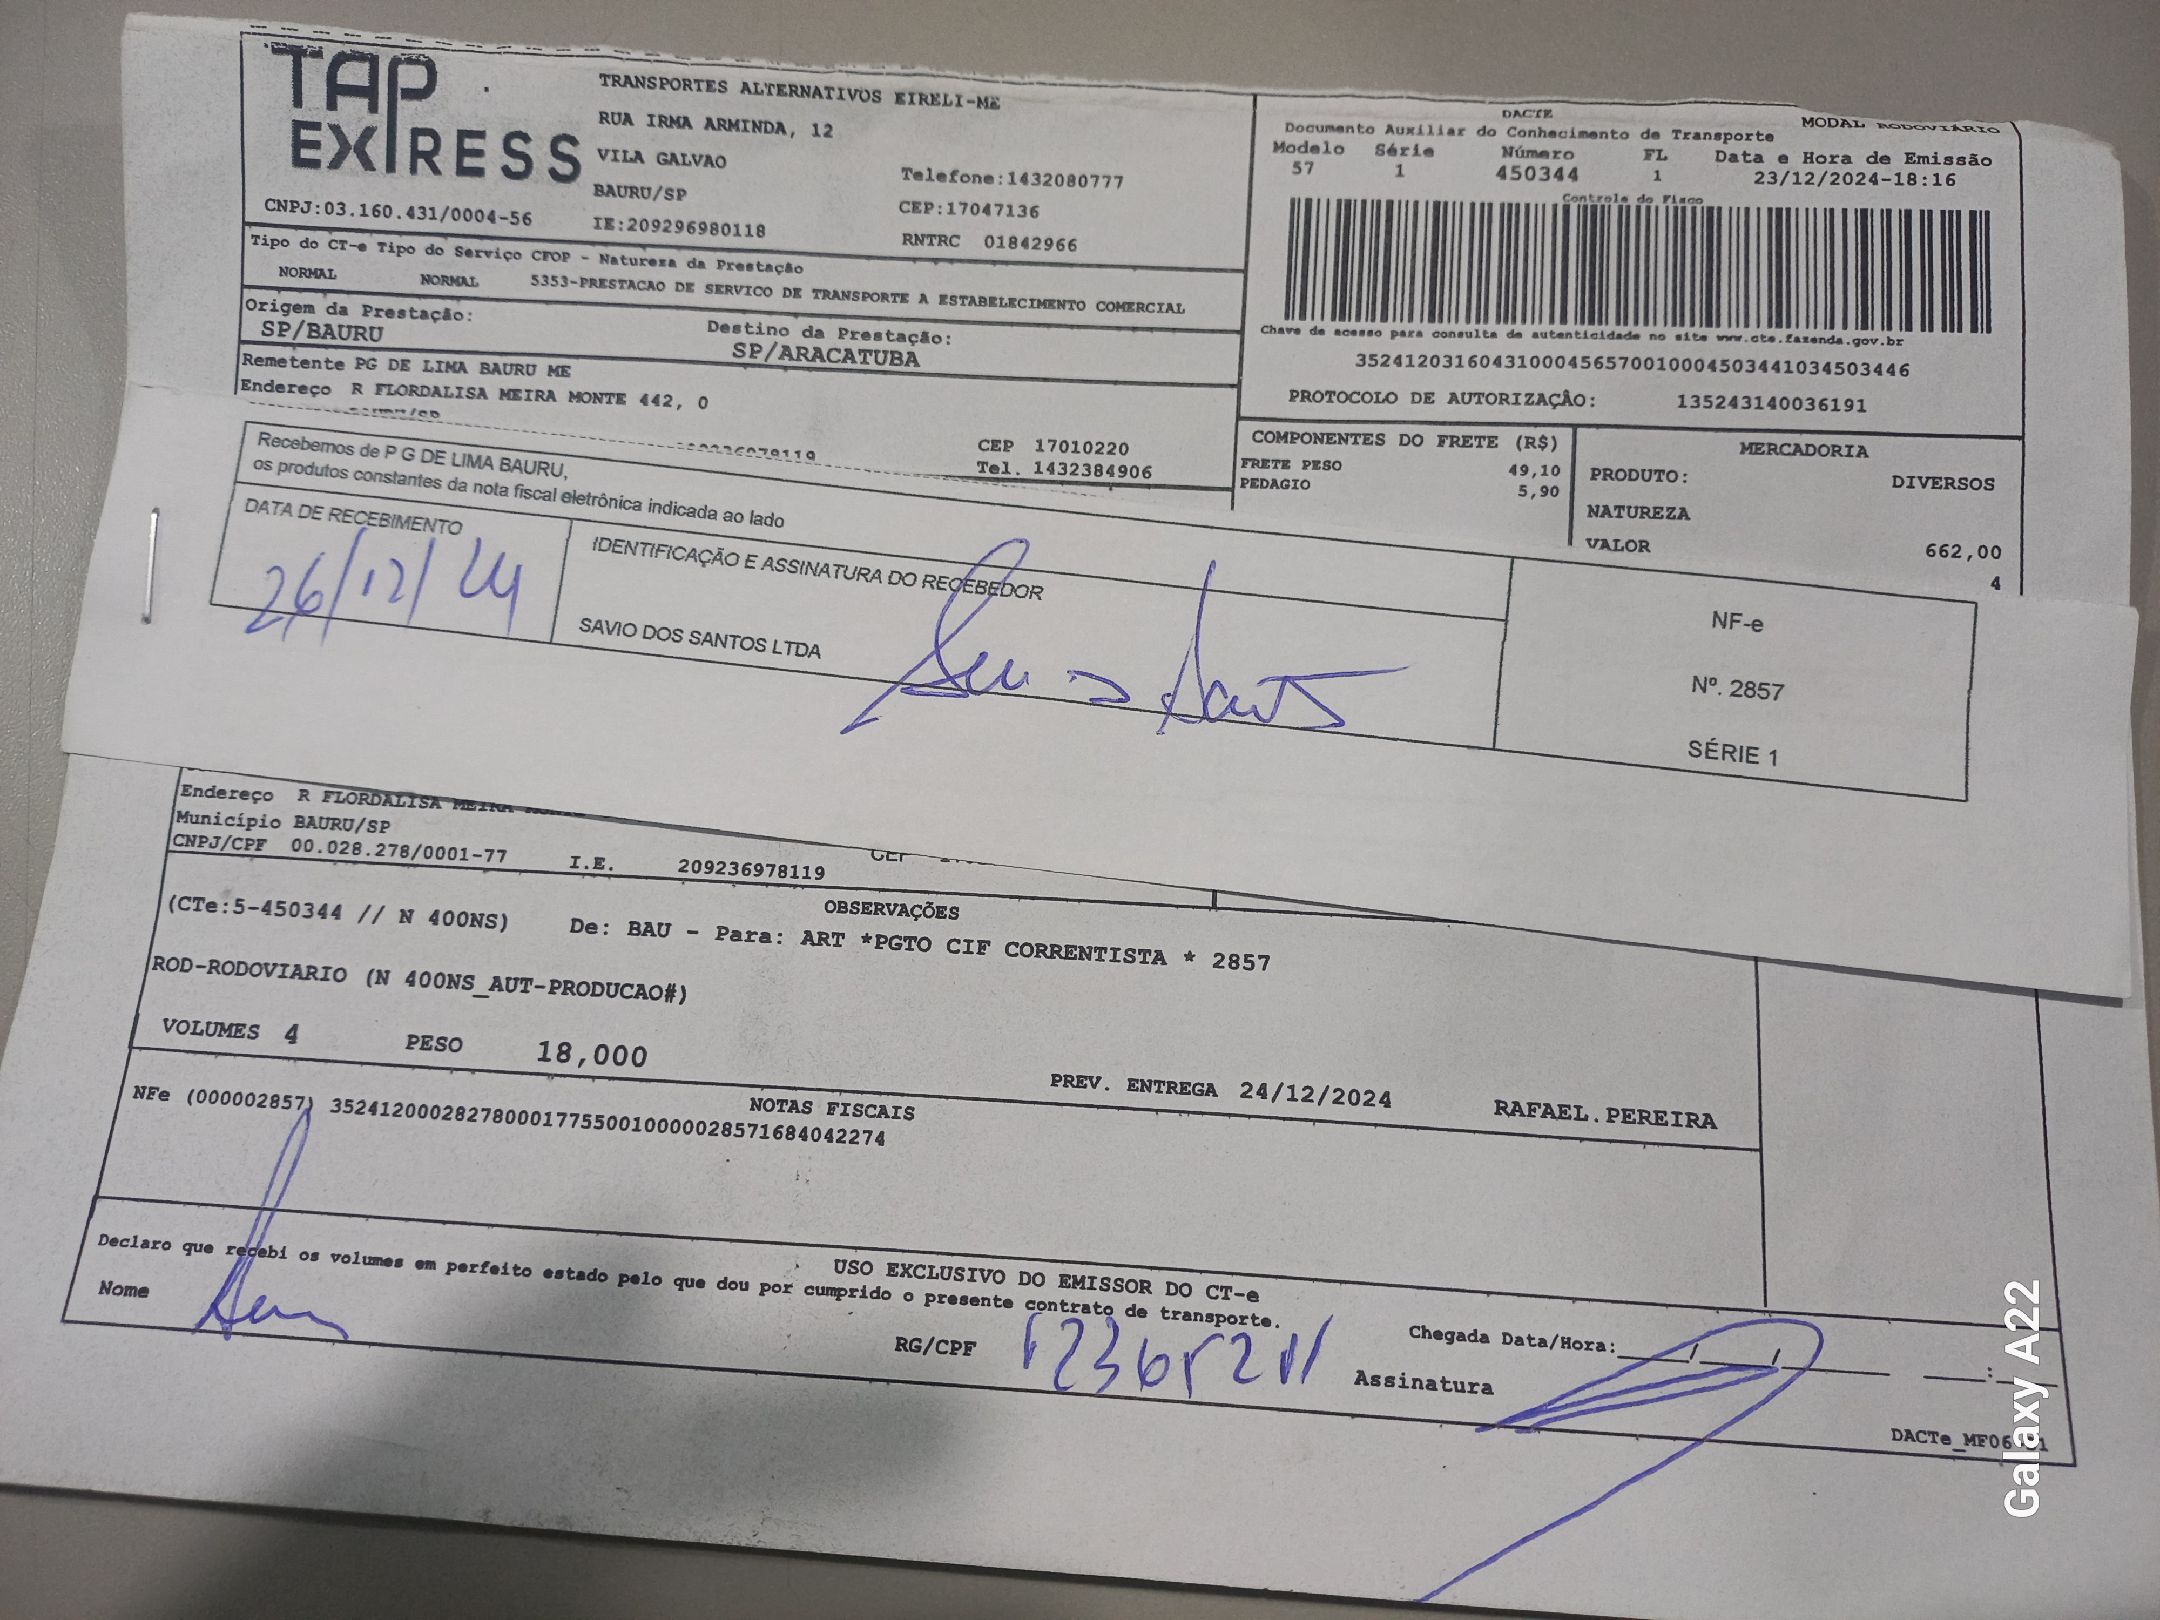 TAP EXPRESS
TRANSPORTES ALTERNATIVOS EIRELI-ME
RUA IRMA ARMINDA, 12
VILA GALVAO
BAURU/SP
Telefone:1432080777
CEP:17047136
CNPJ:03.160.431/0004-56
IE:209296980118
RNTRC 01842966
DACTE
MODAL RODOVIÁRIO
Documento Auxiliar do Conhecimento de Transporte
Modelo Série Número FL Data e Hora de Emissão
57 1 450344 1 23/12/2024-18:16
Controle do Fisco
Chave de acesso para consulta de autenticidade no site www.cte.fazenda.gov.br
35241203160431000456570010004503441034503446
PROTOCOLO DE AUTORIZAÇÂO: 135243140036191
Tipo do CT-e Tipo do Serviço CFOP - Natureza da Prestação
NORMAL NORMAL 5353-PRESTACAO DE SERVICO DE TRANSPORTE A ESTABELECIMENTO COMERCIAL
Origem da Prestação: Destino da Prestação:
SP/BAURU SP/ARACATUBA
Remetente PG DE LIMA BAURU ME
Endereço R FLORDALISA MEIRA MONTE 442, 0
CEP 17010220
Tel. 1432384906
COMPONENTES DO FRETE (R$)
FRETE PESO 49,10
PEDAGIO 5,90
MERCADORIA
PRODUTO: DIVERSOS
NATUREZA
VALOR 662,00
4
Recebemos de P G DE LIMA BAURU,
os produtos constantes da nota fiscal eletrônica indicada ao lado
DATA DE RECEBIMENTO
26/12/24
IDENTIFICAÇÃO E ASSINATURA DO RECEBEDOR
SAVIO DOS SANTOS LTDA
NF-e
Nº. 2857
SÉRIE 1
Endereço R FLORDALISA MEIRA
Município BAURU/SP
CNPJ/CPF 00.028.278/0001-77 I.E. 209236978119
OBSERVAÇÕES
(CTe:5-450344 // N 400NS) De: BAU - Para: ART *PGTO CIF CORRENTISTA * 2857
ROD-RODOVIARIO (N 400NS_AUT-PRODUCAO#)
VOLUMES 4 PESO 18,000
PREV. ENTREGA 24/12/2024 RAFAEL.PEREIRA
NOTAS FISCAIS
NFe (000002857) 35241200028278000177550010000028571684042274
USO EXCLUSIVO DO EMISSOR DO CT-e
Declaro que recebi os volumes em perfeito estado pelo que dou por cumprido o presente contrato de transporte.
Nome
RG/CPF
Chegada Data/Hora:___/___/___ ___:___
Assinatura
Galaxy A22